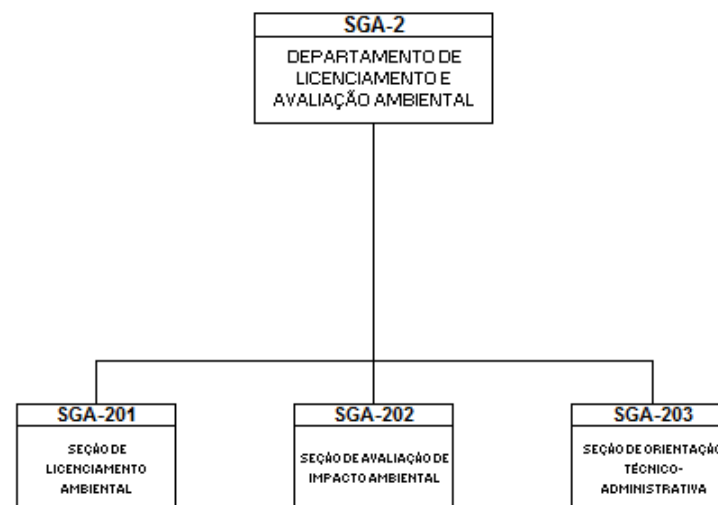 SGA-2
DEPARTAMENTO DE
LICENCIAMENTO E
AVALIAÇÃO AMBIENTAL
SGA-201
SEÇÃO DE
LICENCIAMENTO
AMBIENTAL
SGA-202
SEÇÃO DE AVALIAÇÃO DE
IMPACTO AMBIENTAL
SGA-203
SEÇÃO DE ORIENTAÇÃO
TÉCNICO-
ADMINISTRATIVA